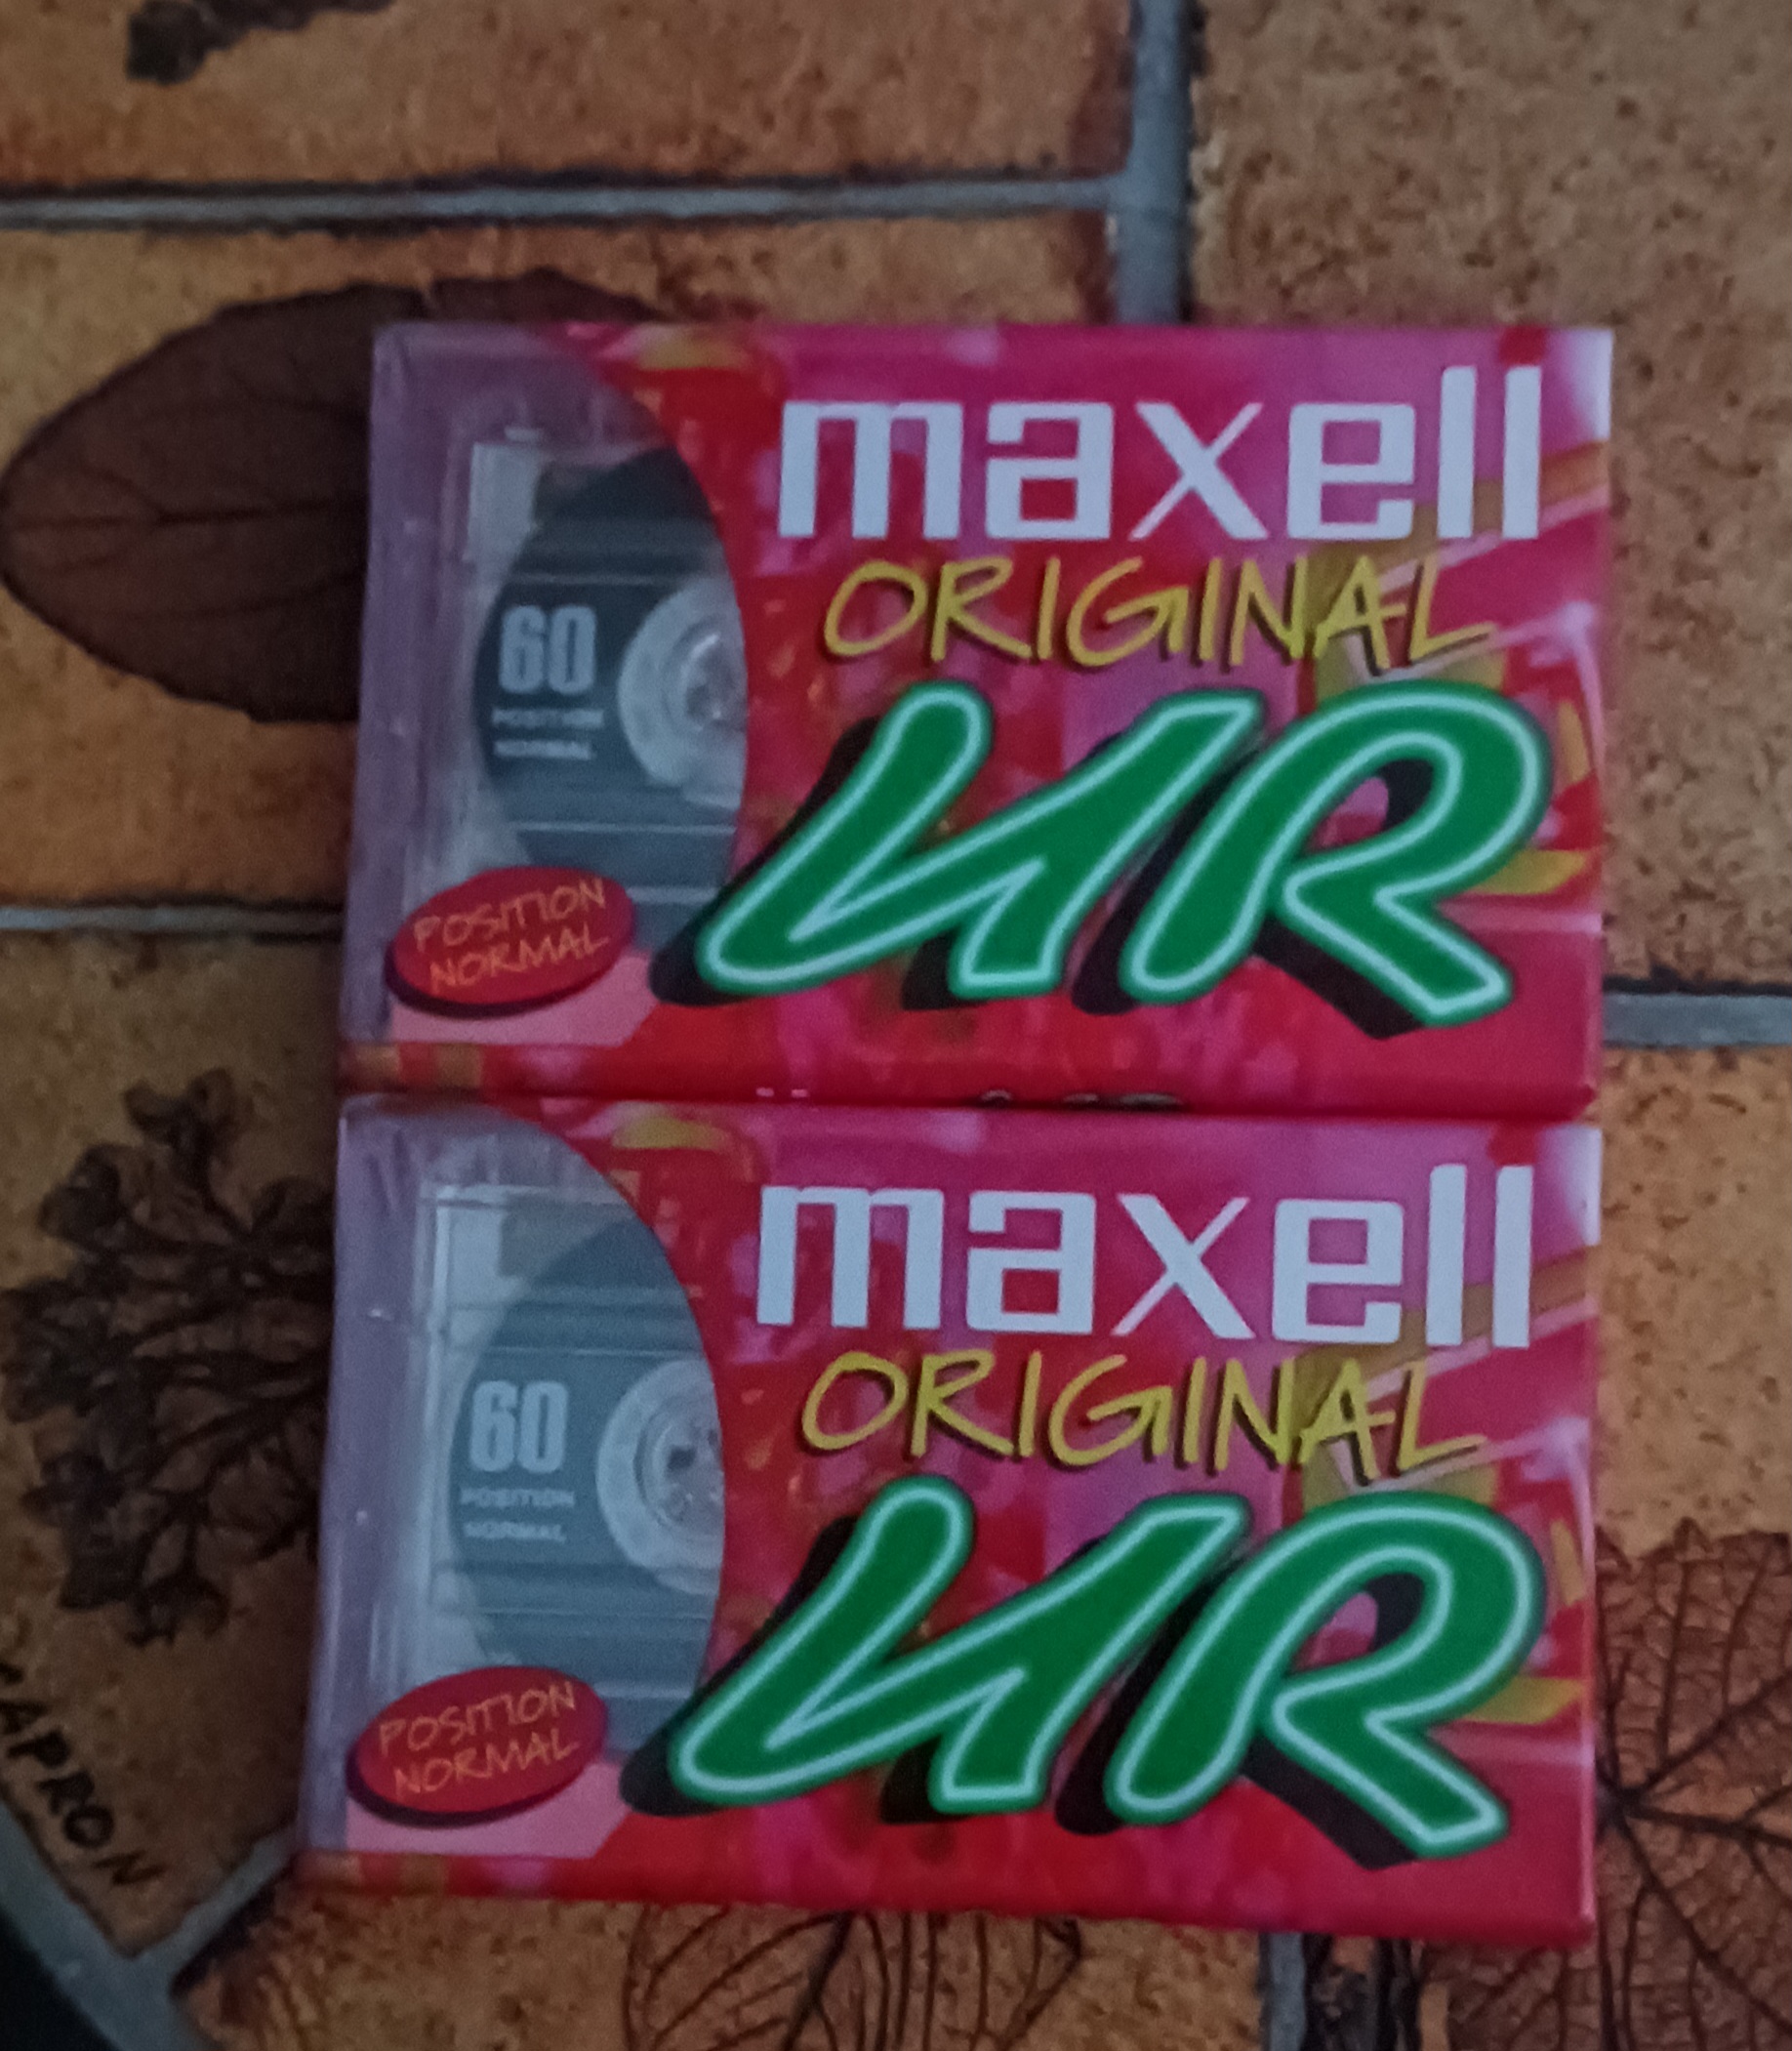 maxell
ORIGINAL
UR
60
POSITION
NORMAL
POSITION
NORMAL
maxell
ORIGINAL
UR
60
POSITION
NORMAL
POSITION
NORMAL